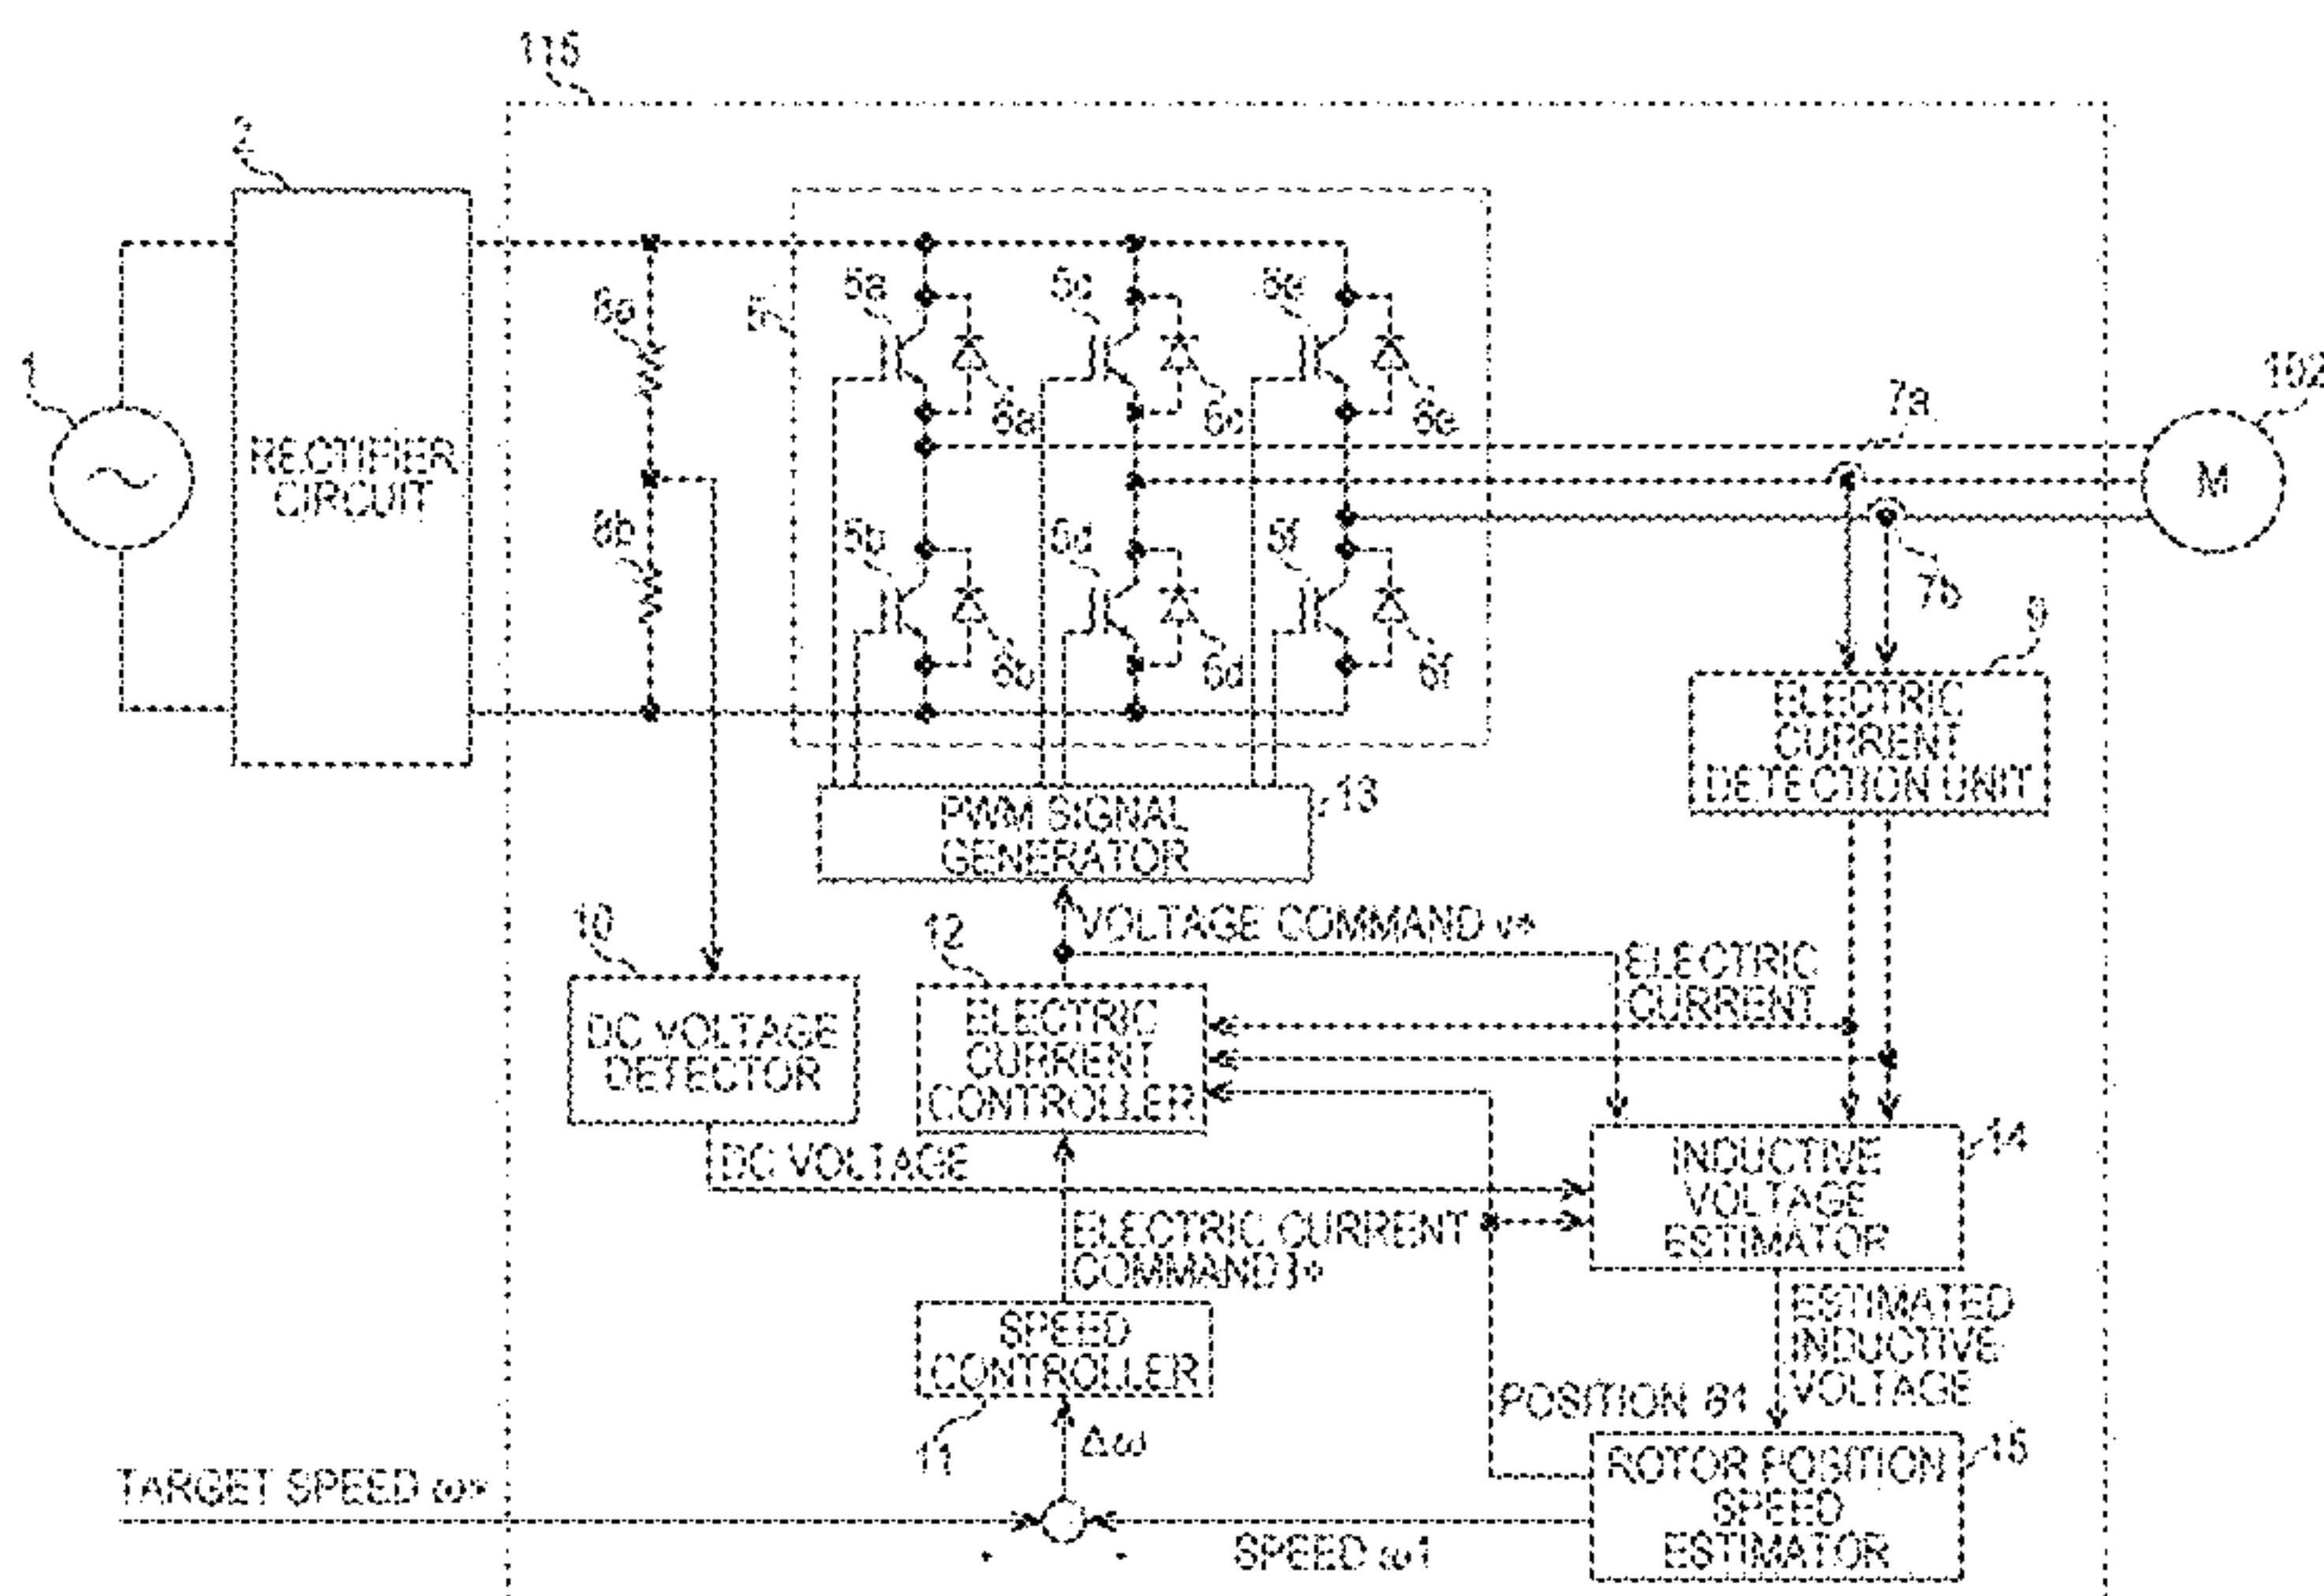 115
2
1
RECTIFIER
CIRCUIT
8a
8b
5
5a
5c
5e
6a
6c
6e
5b
5d
5f
6b
6d
6f
7a
7b
102
M
9
ELECTRIC
CURRENT
DETECTION UNIT
PWM SIGNAL
GENERATOR
13
10
12
VOLTAGE COMMAND v*
ELECTRIC
CURRENT
DC VOLTAGE
DETECTOR
ELECTRIC
CURRENT
CONTROLLER
DC VOLTAGE
14
INDUCTIVE
VOLTAGE
ESTIMATOR
ELECTRIC CURRENT
COMMAND
SPEED
CONTROLLER
11
Δω
ESTIMATED
INDUCTIVE
VOLTAGE
POSITION θ1
15
ROTOR POSITION
SPEED
ESTIMATOR
TARGET SPEED ω*
SPEED ω1